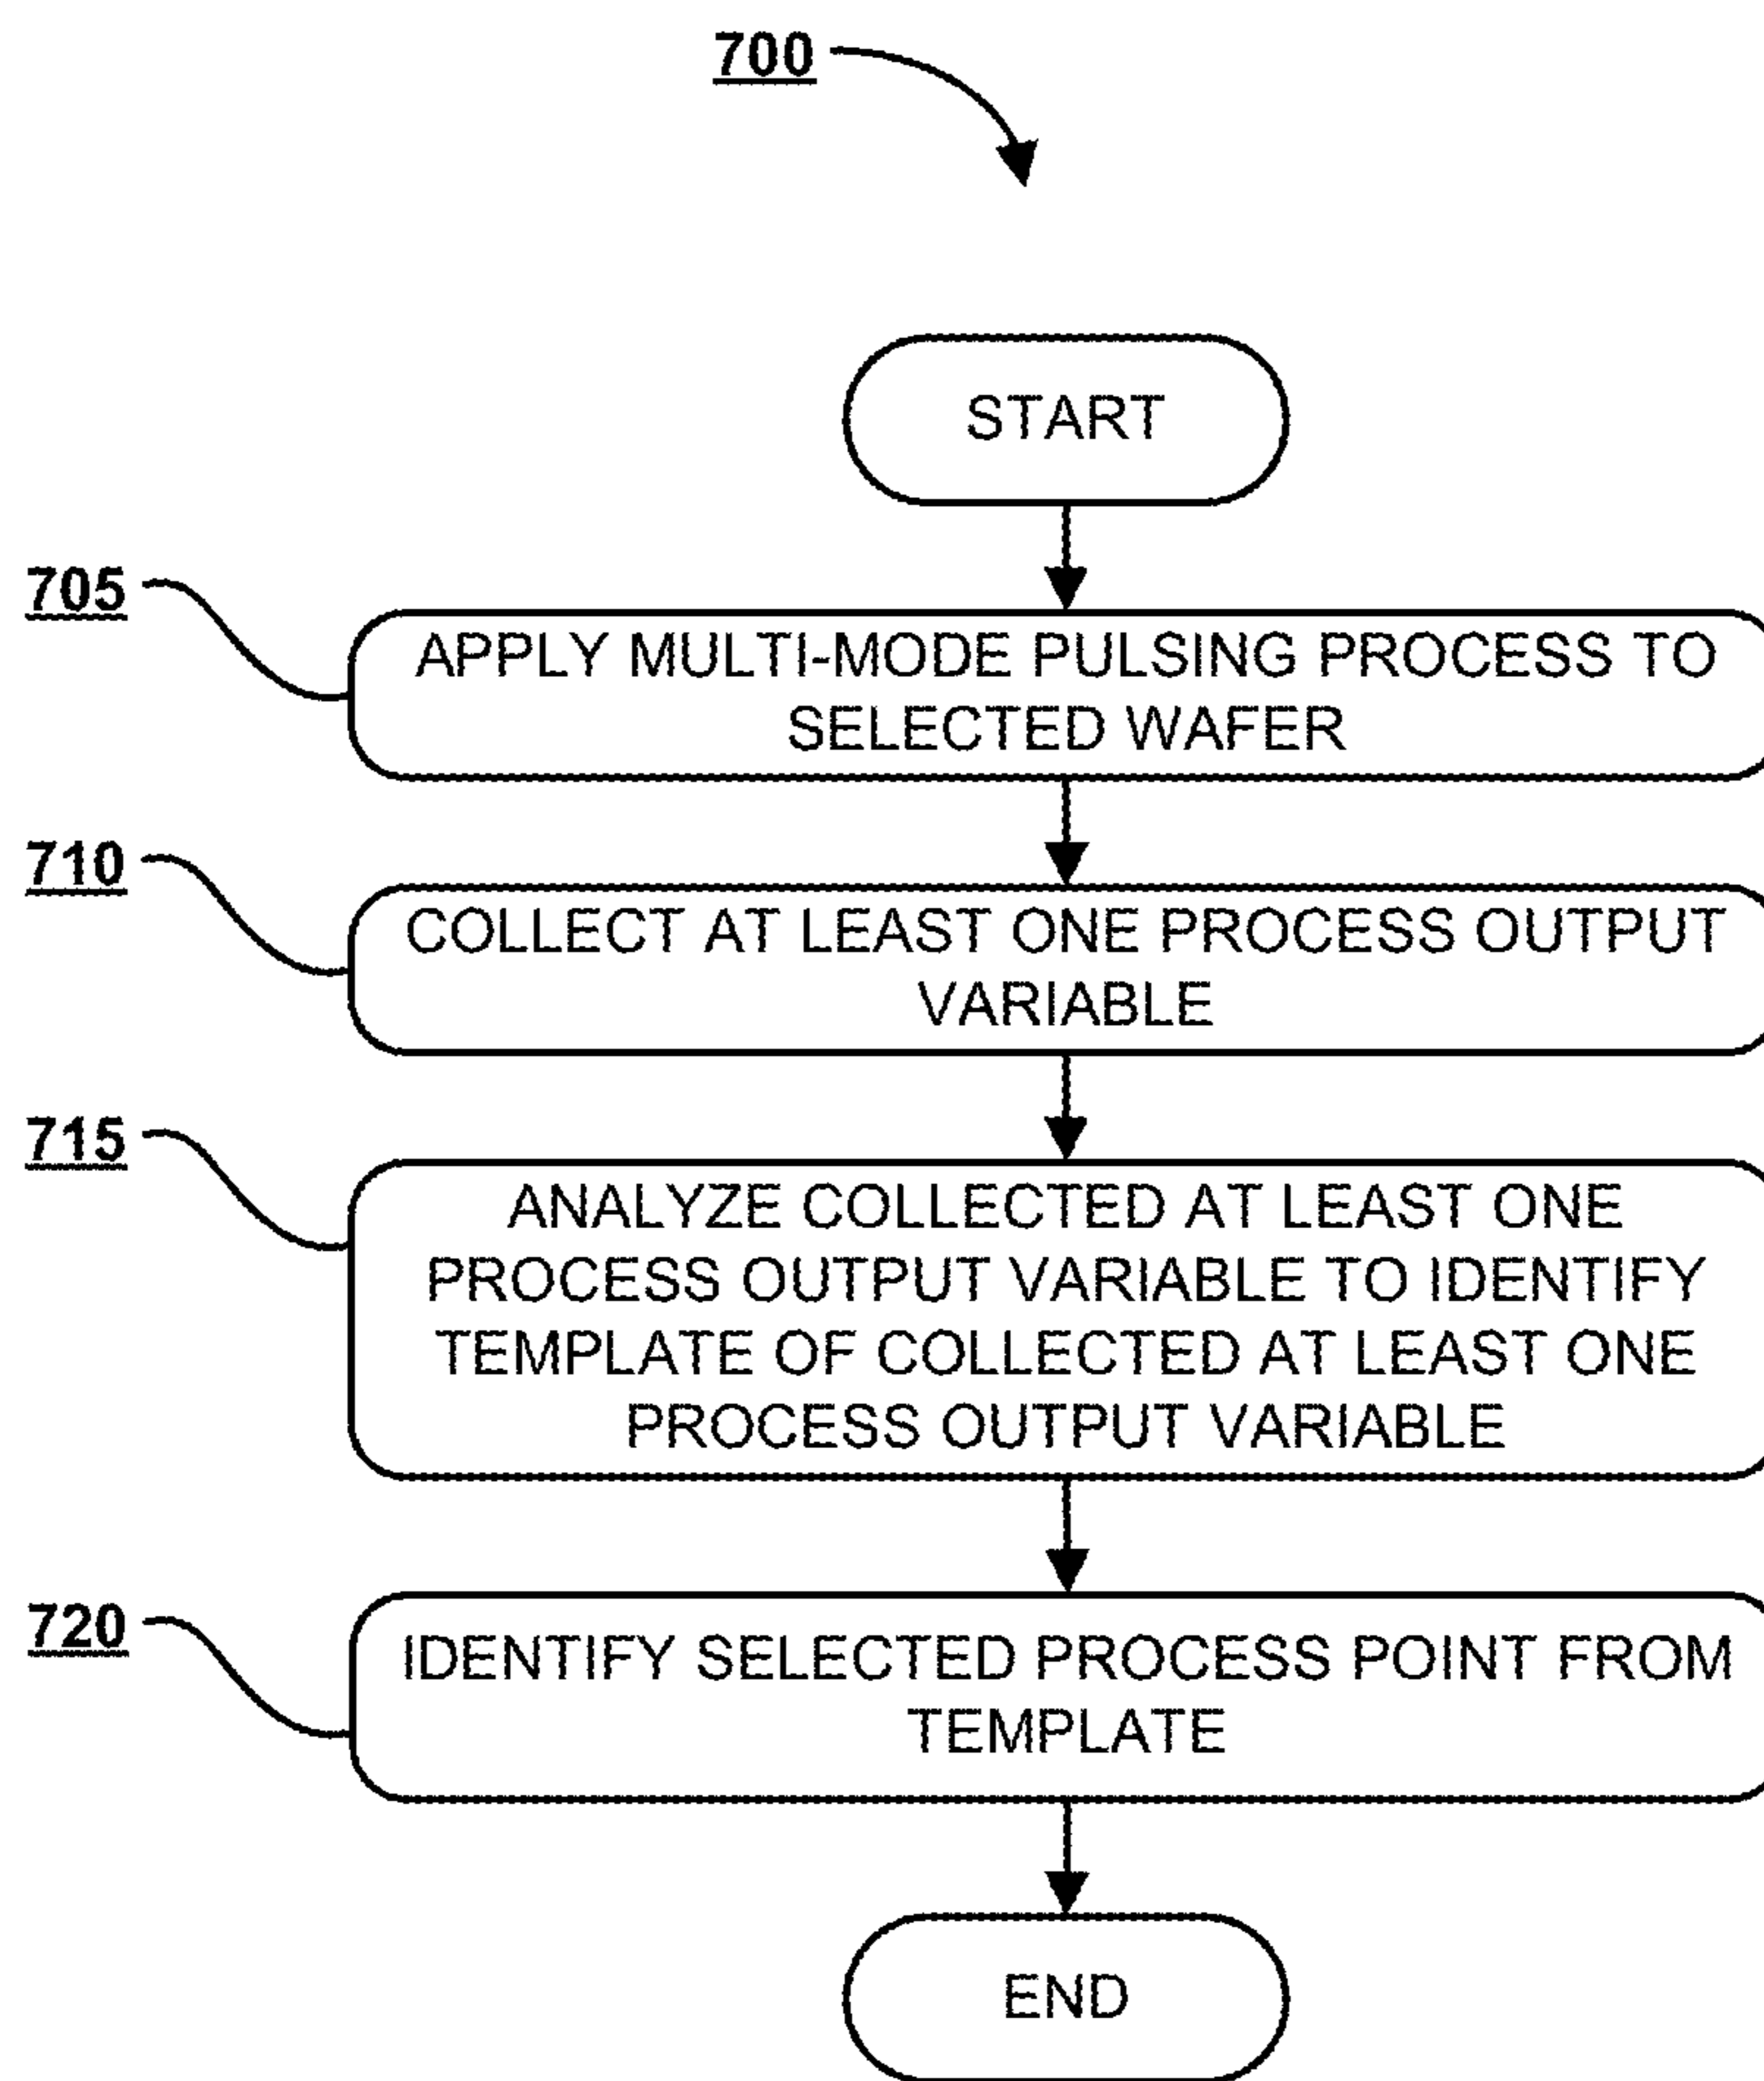 700
START
705
APPLY MULTI-MODE PULSING PROCESS TO
SELECTED WAFER
710
COLLECT AT LEAST ONE PROCESS OUTPUT
VARIABLE
715
ANALYZE COLLECTED AT LEAST ONE
PROCESS OUTPUT VARIABLE TO IDENTIFY
TEMPLATE OF COLLECTED AT LEAST ONE
PROCESS OUTPUT VARIABLE
720
IDENTIFY SELECTED PROCESS POINT FROM
TEMPLATE
END